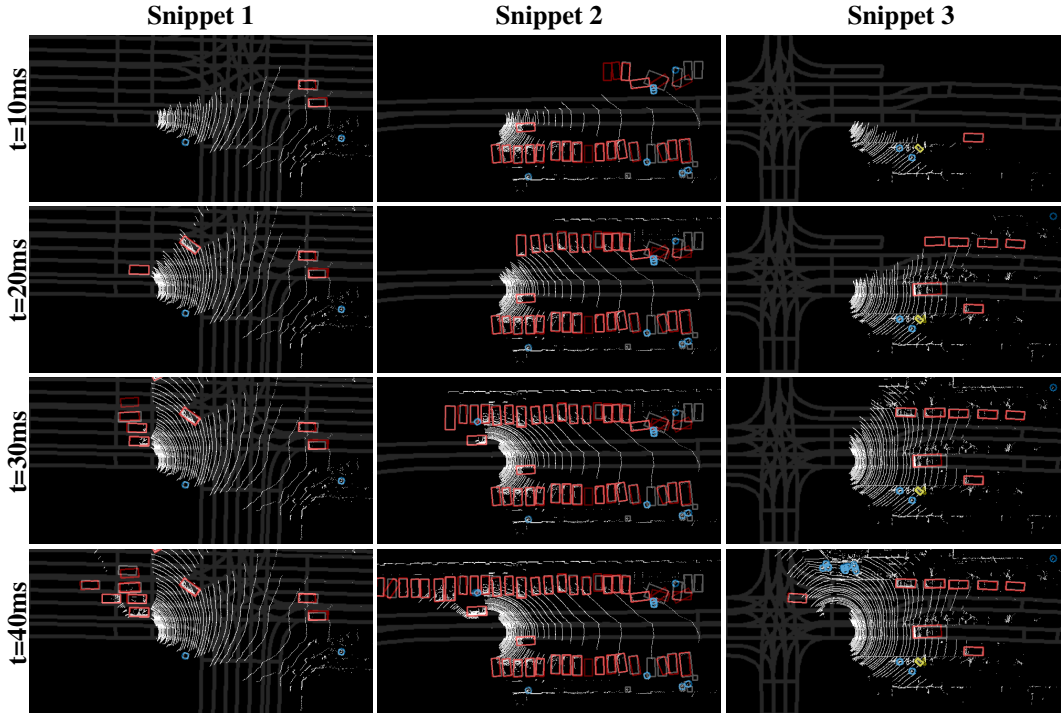 Snippet 1
Snippet 2
Snippet 3
t=10ms
t=20ms
t=30ms
t=40ms